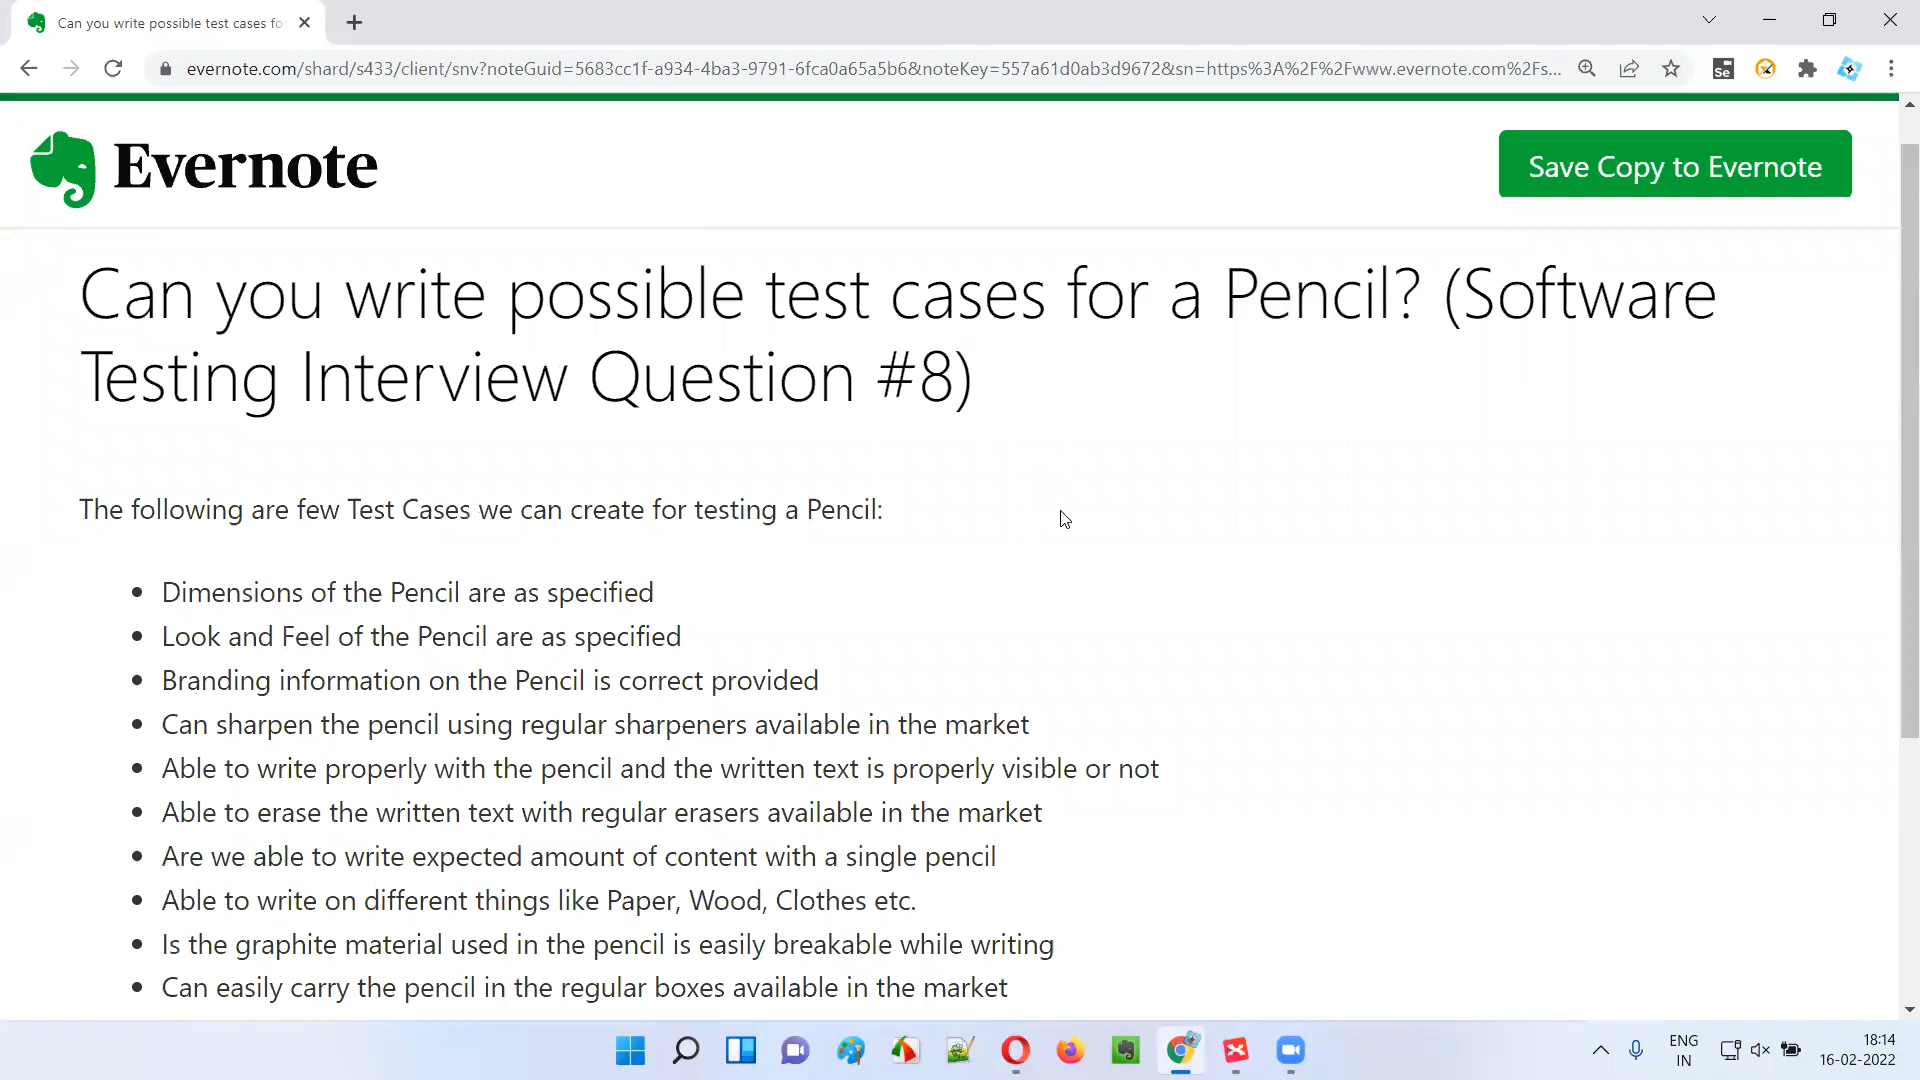 Can you write possible test cases fo
evernote.com/shard/s433/client/snv?noteGuid=5683cc1f-a934-4ba3-9791-6fca0a65a5b6&noteKey=557a61d0ab3d9672&sn=https%3A%2F%2Fwww.evernote.com%2Fs...
Se
Evernote
Save Copy to Evernote
Can you write possible test cases for a Pencil? (Software
Testing Interview Question #8)
The following are few Test Cases we can create for testing a Pencil:
• Dimensions of the Pencil are as specified
• Look and Feel of the Pencil are as specified
• Branding information on the Pencil is correct provided
• Can sharpen the pencil using regular sharpeners available in the market
• Able to write properly with the pencil and the written text is properly visible or not
• Able to erase the written text with regular erasers available in the market
• Are we able to write expected amount of content with a single pencil
• Able to write on different things like Paper, Wood, Clothes etc.
• Is the graphite material used in the pencil is easily breakable while writing
• Can easily carry the pencil in the regular boxes available in the market
ENG
IN
18:14
16-02-2022